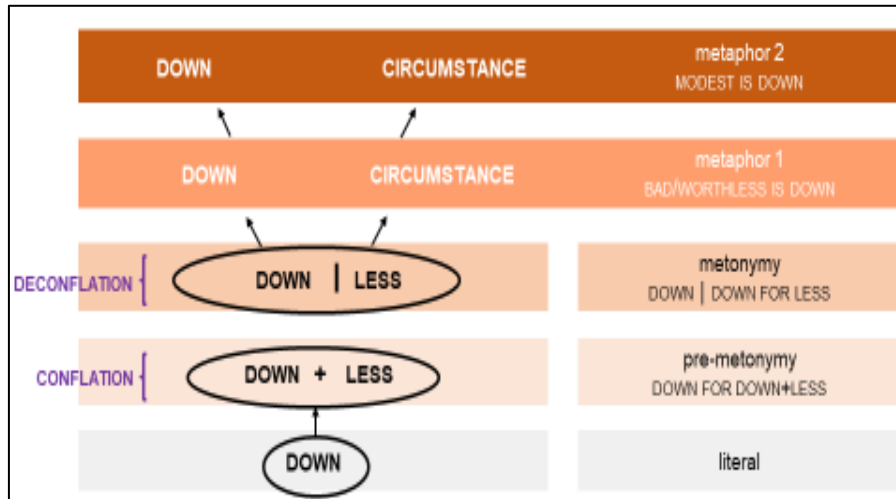 DOWN CIRCUMSTANCE metaphor 2
MODEST IS DOWN
DOWN CIRCUMSTANCE metaphor 1
BAD/WORTHLESS IS DOWN
DECONFLATION DOWN | LESS metonymy
DOWN | DOWN FOR LESS
CONFLATION DOWN + LESS pre-metonymy
DOWN FOR DOWN+LESS
DOWN literal